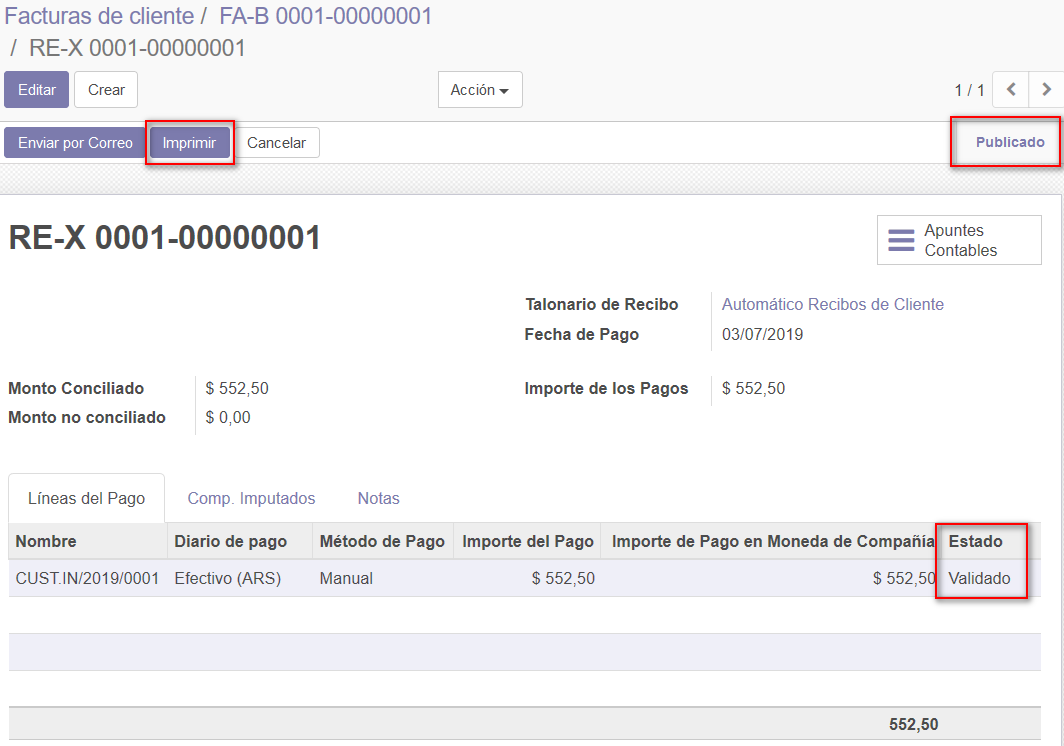 Facturas de cliente / FA-B 0001-00000001
/ RE-X 0001-00000001
Editar Crear Acción 1 / 1
Enviar por Correo Imprimir Cancelar Publicado
RE-X 0001-00000001
Apuntes
Contables
Talonario de Recibo Automático Recibos de Cliente
Fecha de Pago 03/07/2019
Monto Conciliado $ 552,50 Importe de los Pagos $ 552,50
Monto no conciliado $ 0,00
Líneas del Pago Comp. Imputados Notas
Nombre Diario de pago Método de Pago Importe del Pago Importe de Pago en Moneda de Compañía Estado
CUST.IN/2019/0001 Efectivo (ARS) Manual $ 552,50 $ 552,50 Validado
552,50